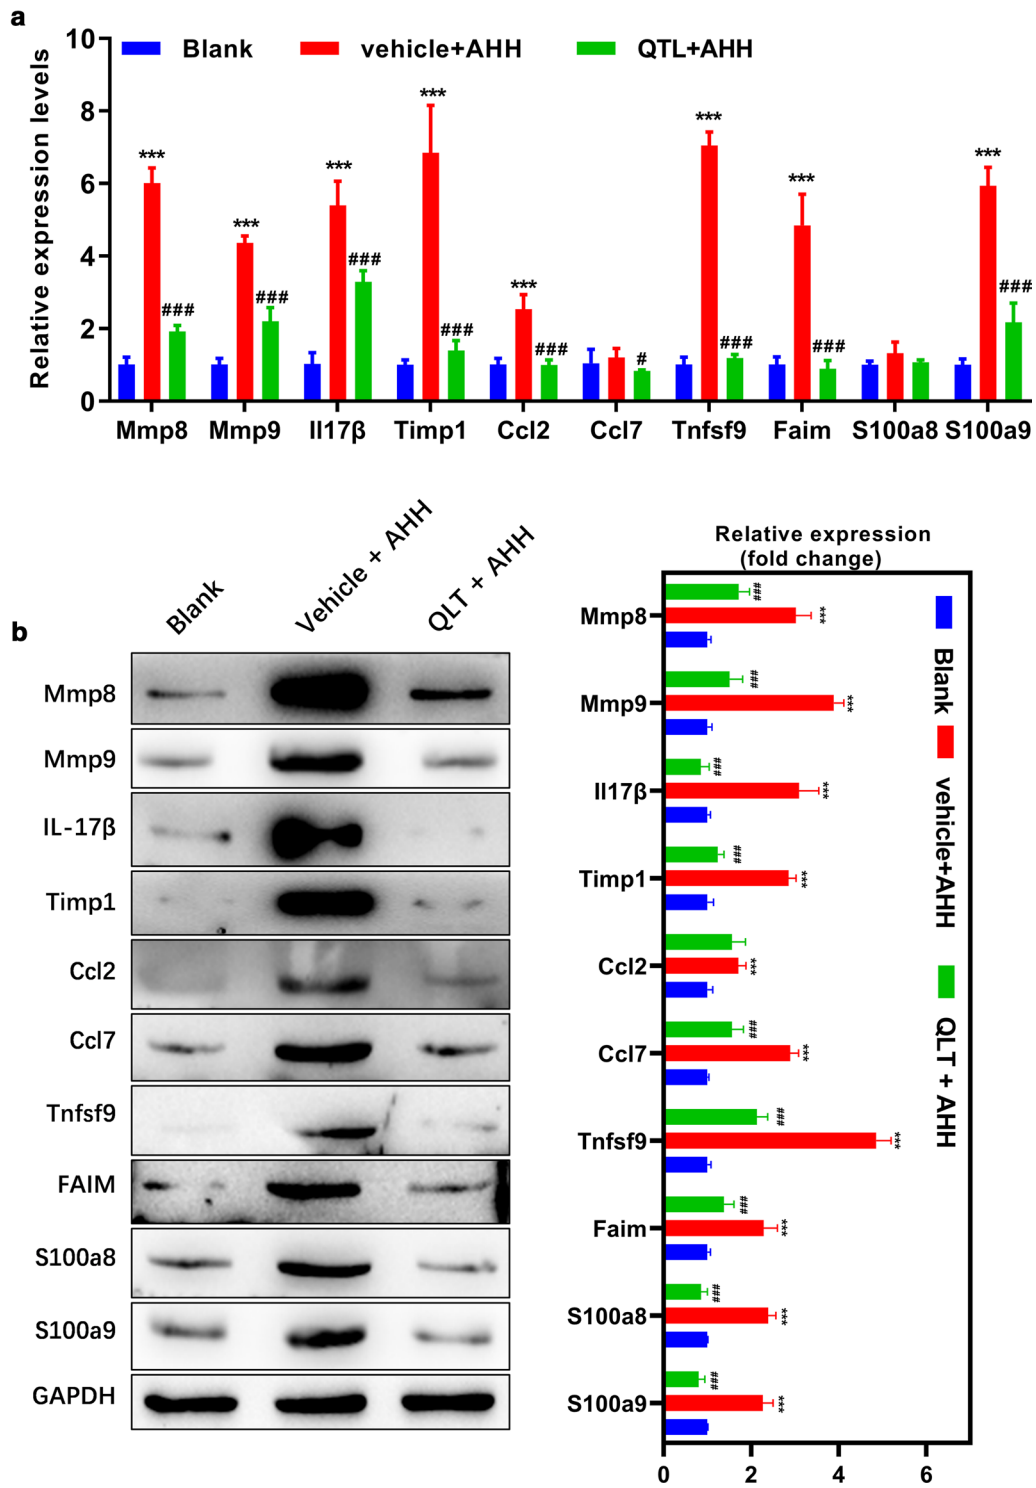 a
Relative expression levels
Blank vehicle+AHH QTL+AHH
10
8
6
4
2
0
*** ### *** ### *** ### *** ### *** ### # *** ### *** ### *** ###
Mmp8 Mmp9 Il17β Timp1 Ccl2 Ccl7 Tnfsf9 Faim S100a8 S100a9
b
Blank Vehicle + AHH QLT + AHH
Mmp8
Mmp9
IL-17β
Timp1
Ccl2
Ccl7
Tnfsf9
FAIM
S100a8
S100a9
GAPDH
Relative expression
(fold change)
Mmp8 ### ***
Mmp9 ### ***
Il17β ### ***
Timp1 ### ***
Ccl2 ***
Ccl7 ### ***
Tnfsf9 ### ***
Faim ### ***
S100a8 ### ***
S100a9 ### ***
0 2 4 6
Blank vehicle+AHH QLT + AHH